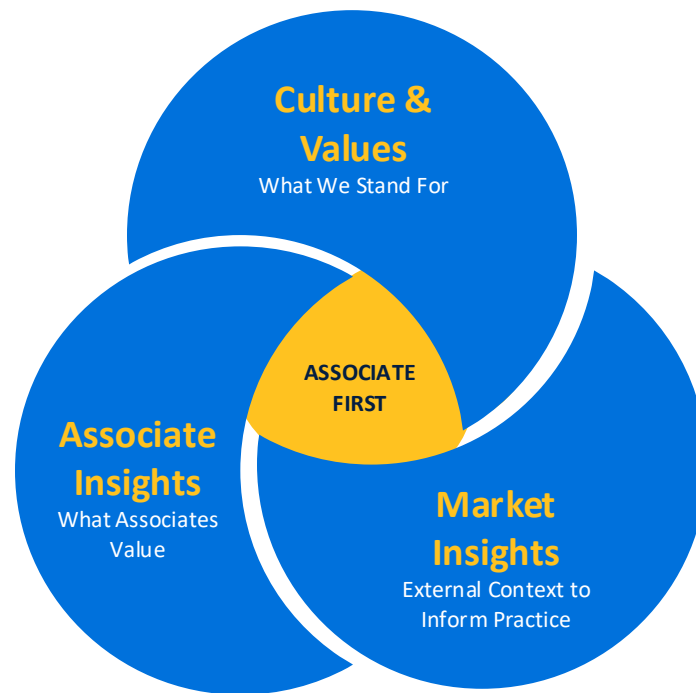 Culture &
Values
What We Stand For
ASSOCIATE
FIRST
Associate
Insights
What Associates
Value
Market
Insights
External Context to
Inform Practice